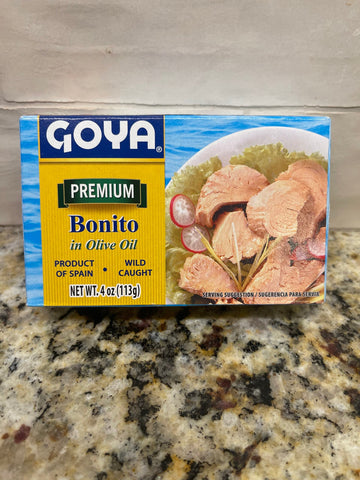 GOYA®
PREMIUM
Bonito
in Olive Oil
PRODUCT OF SPAIN • WILD CAUGHT
NET WT. 4 oz (113g)
SERVING SUGGESTION / SUGERENCIA PARA SERVIR